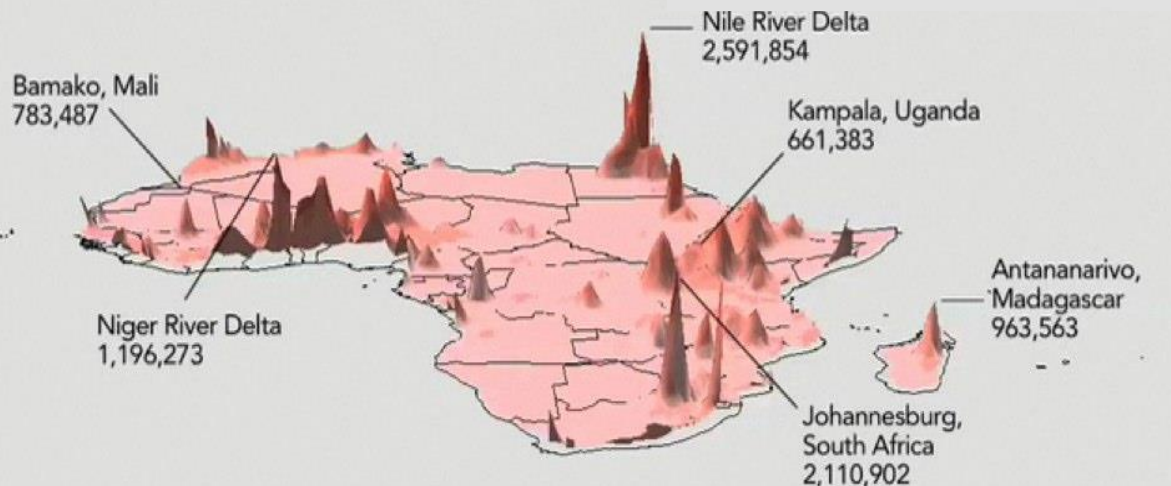 Nile River Delta
2,591,854
Bamako, Mali
783,487
Kampala, Uganda
661,383
Antananarivo,
Madagascar
963,563
Niger River Delta
1,196,273
Johannesburg,
South Africa
2,110,902